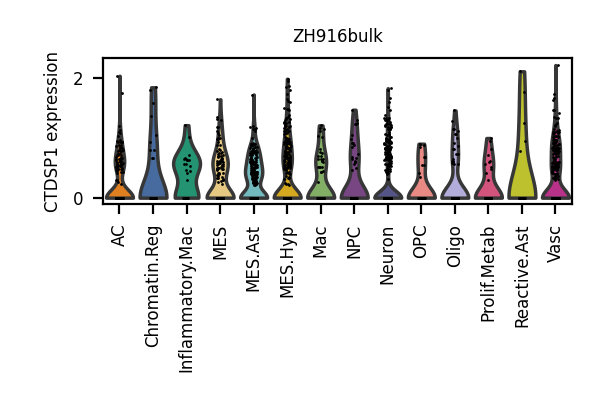 ZH916bulk
CTDSP1 expression
2
0
AC
Chromatin.Reg
Inflammatory.Mac
MES
MES.Ast
MES.Hyp
Mac
NPC
Neuron
OPC
Oligo
Prolif.Metab
Reactive.Ast
Vasc